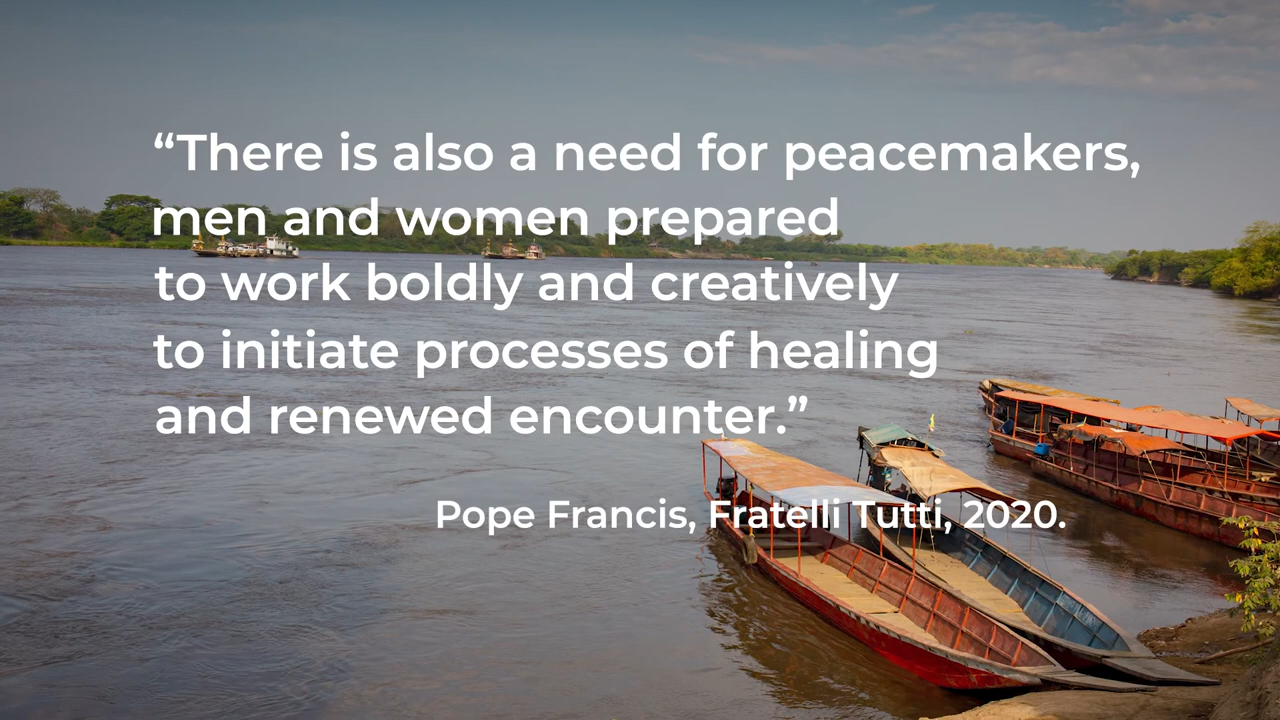 “There is also a need for peacemakers,
men and women prepared
to work boldly and creatively
to initiate processes of healing
and renewed encounter.”
Pope Francis, Fratelli Tutti, 2020.